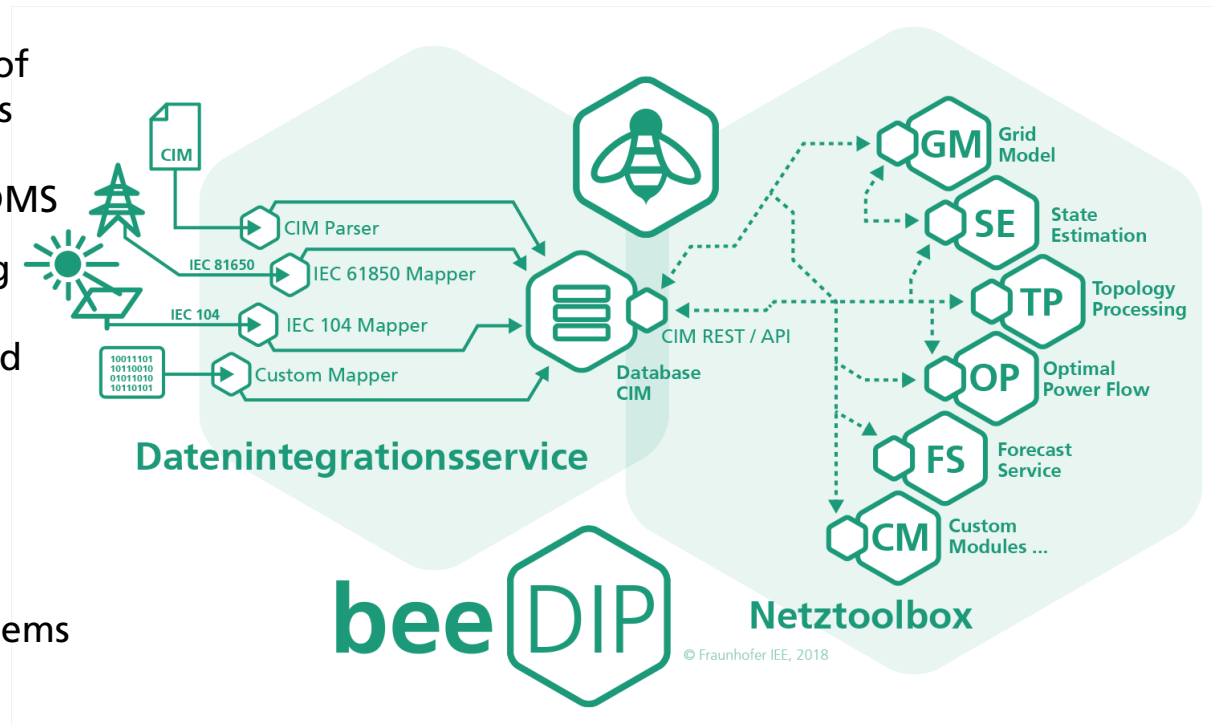 of
s
CIM
DMS
CIM Parser
IEC 81650
IEC 61850 Mapper
g
IEC 104
IEC 104 Mapper
d
10011101
10110010
01011010
10110101
Custom Mapper
Database
CIM
CIM REST / API
Datenintegrationsservice
GM
Grid
Model
SE
State
Estimation
TP
Topology
Processing
OP
Optimal
Power Flow
FS
Forecast
Service
CM
Custom
Modules ...
Netztoolbox
ems
bee DIP
© Fraunhofer IEE, 2018